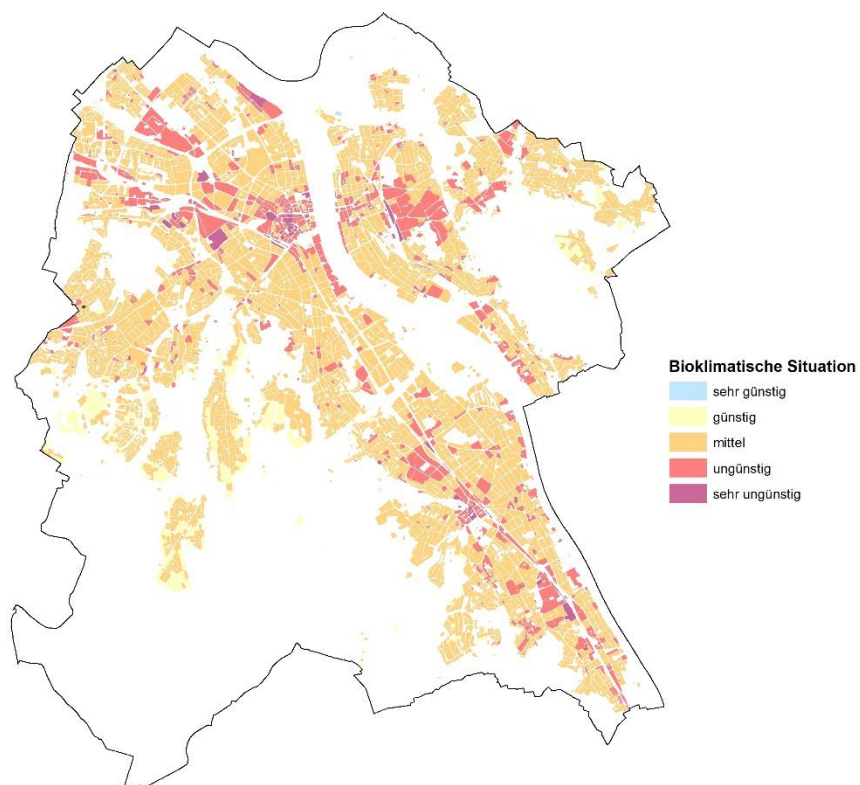 Bioklimatische Situation
sehr günstig
günstig
mittel
ungünstig
sehr ungünstig